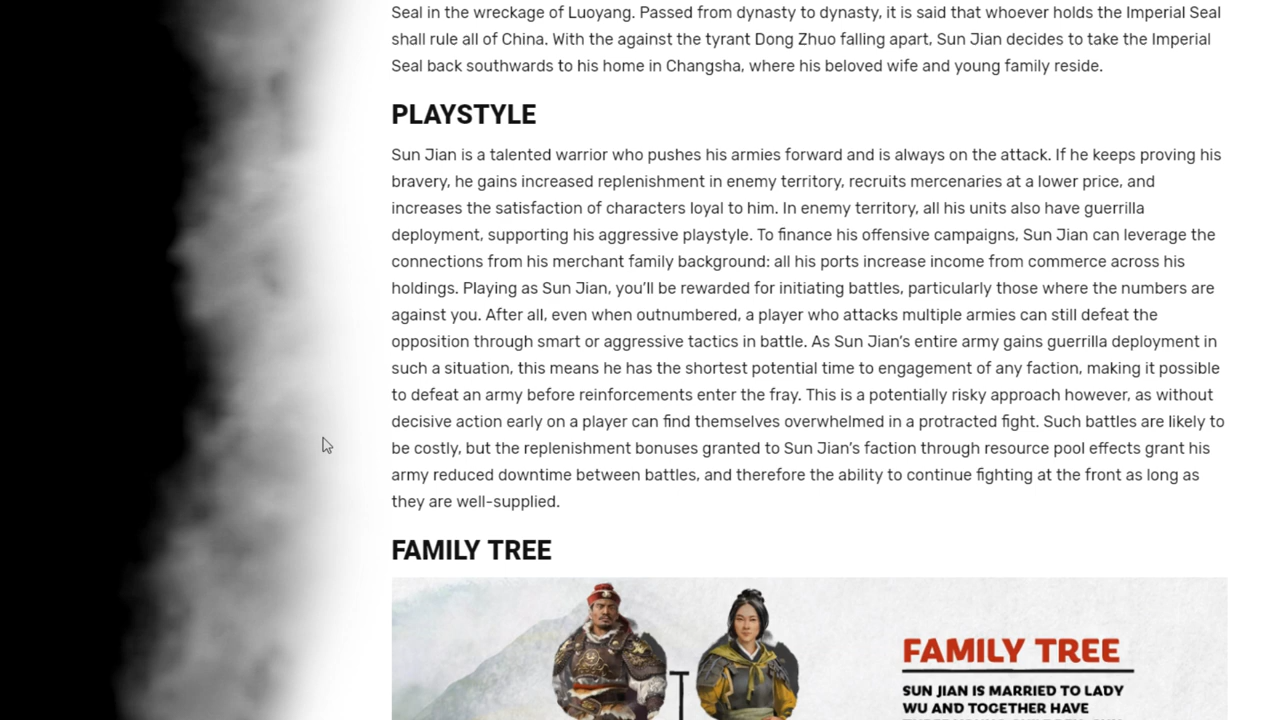 Seal in the wreckage of Luoyang. Passed from dynasty to dynasty, it is said that whoever holds the Imperial Seal
shall rule all of China. With the against the tyrant Dong Zhuo falling apart, Sun Jian decides to take the Imperial
Seal back southwards to his home in Changsha, where his beloved wife and young family reside.
PLAYSTYLE
Sun Jian is a talented warrior who pushes his armies forward and is always on the attack. If he keeps proving his
bravery, he gains increased replenishment in enemy territory, recruits mercenaries at a lower price, and
increases the satisfaction of characters loyal to him. In enemy territory, all his units also have guerrilla
deployment, supporting his aggressive playstyle. To finance his offensive campaigns, Sun Jian can leverage the
connections from his merchant family background: all his ports increase income from commerce across his
holdings. Playing as Sun Jian, you’ll be rewarded for initiating battles, particularly those where the numbers are
against you. After all, even when outnumbered, a player who attacks multiple armies can still defeat the
opposition through smart or aggressive tactics in battle. As Sun Jian’s entire army gains guerrilla deployment in
such a situation, this means he has the shortest potential time to engagement of any faction, making it possible
to defeat an army before reinforcements enter the fray. This is a potentially risky approach however, as without
decisive action early on a player can find themselves overwhelmed in a protracted fight. Such battles are likely to
be costly, but the replenishment bonuses granted to Sun Jian’s faction through resource pool effects grant his
army reduced downtime between battles, and therefore the ability to continue fighting at the front as long as
they are well-supplied.
FAMILY TREE
FAMILY TREE
SUN JIAN IS MARRIED TO LADY
WU AND TOGETHER HAVE